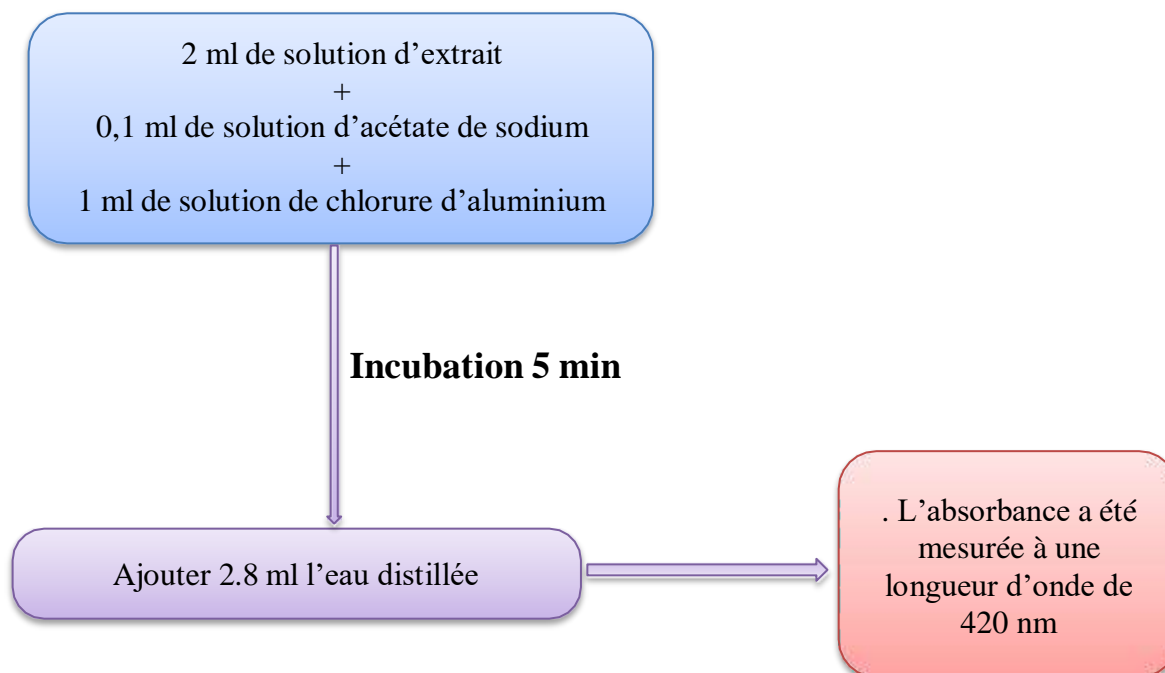 2 ml de solution d’extrait
+
0,1 ml de solution d’acétate de sodium
+
1 ml de solution de chlorure d’aluminium
Incubation 5 min
Ajouter 2.8 ml l’eau distillée
. L’absorbance a été
mesurée à une
longueur d’onde de
420 nm